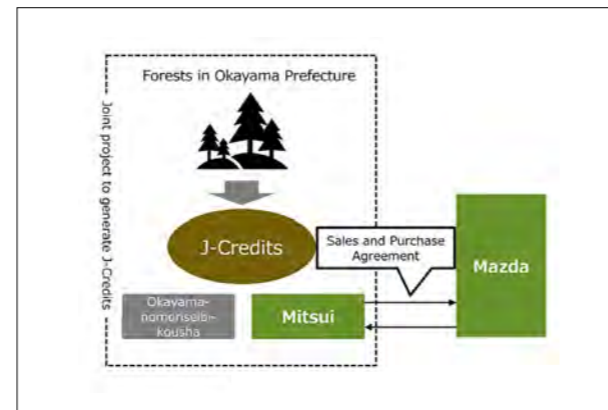 Forests in Okayama Prefecture
Joint project to generate J-Credits
J-Credits
Sales and Purchase
Agreement
Mazda
Okayama-
nomoriseibi-
kousha
Mitsui